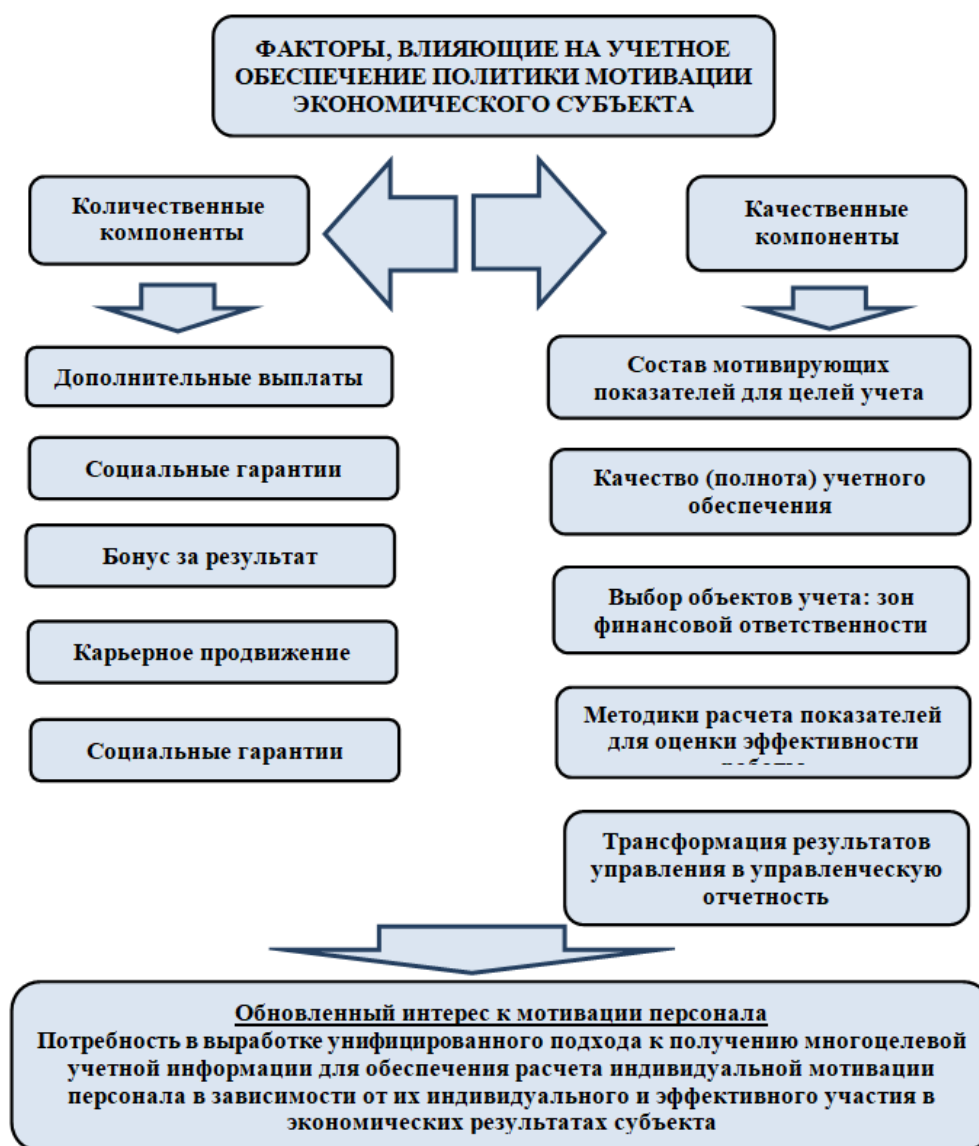 ФАКТОРЫ, ВЛИЯЮЩИЕ НА УЧЕТНОЕ
ОБЕСПЕЧЕНИЕ ПОЛИТИКИ МОТИВАЦИИ
ЭКОНОМИЧЕСКОГО СУБЪЕКТА
Количественные
компоненты
Дополнительные выплаты
Социальные гарантии
Бонус за результат
Карьерное продвижение
Социальные гарантии
Качественные
компоненты
Состав мотивирующих
показателей для целей учета
Качество (полнота) учетного
обеспечения
Выбор объектов учета: зон
финансовой ответственности
Методики расчета показателей
для оценки эффективности
Трансформация результатов
управления в управленческую
отчетность
Обновленный интерес к мотивации персонала
Потребность в выработке унифицированного подхода к получению многоцелевой
учетной информации для обеспечения расчета индивидуальной мотивации
персонала в зависимости от их индивидуального и эффективного участия в
экономических результатах субъекта